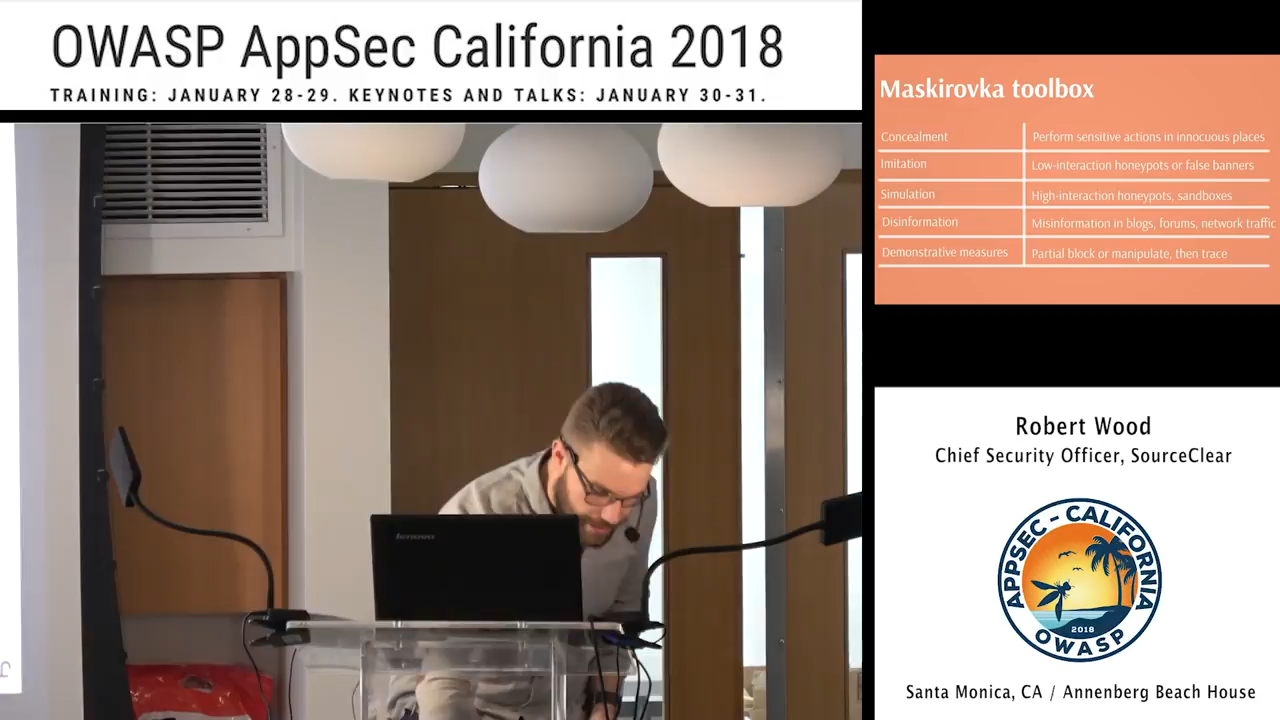 OWASP AppSec California 2018
TRAINING: JANUARY 28-29. KEYNOTES AND TALKS: JANUARY 30-31.
Maskirovka toolbox
Concealment Perform sensitive actions in innocuous places
Imitation Low-interaction honeypots or false banners
Simulation High-interaction honeypots, sandboxes
Disinformation Misinformation in blogs, forums, network traffic
Demonstrative measures Partial block or manipulate, then trace
lenovo
Robert Wood
Chief Security Officer, SourceClear
APPSEC - CALIFORNIA
2018
OWASP
Santa Monica, CA / Annenberg Beach House